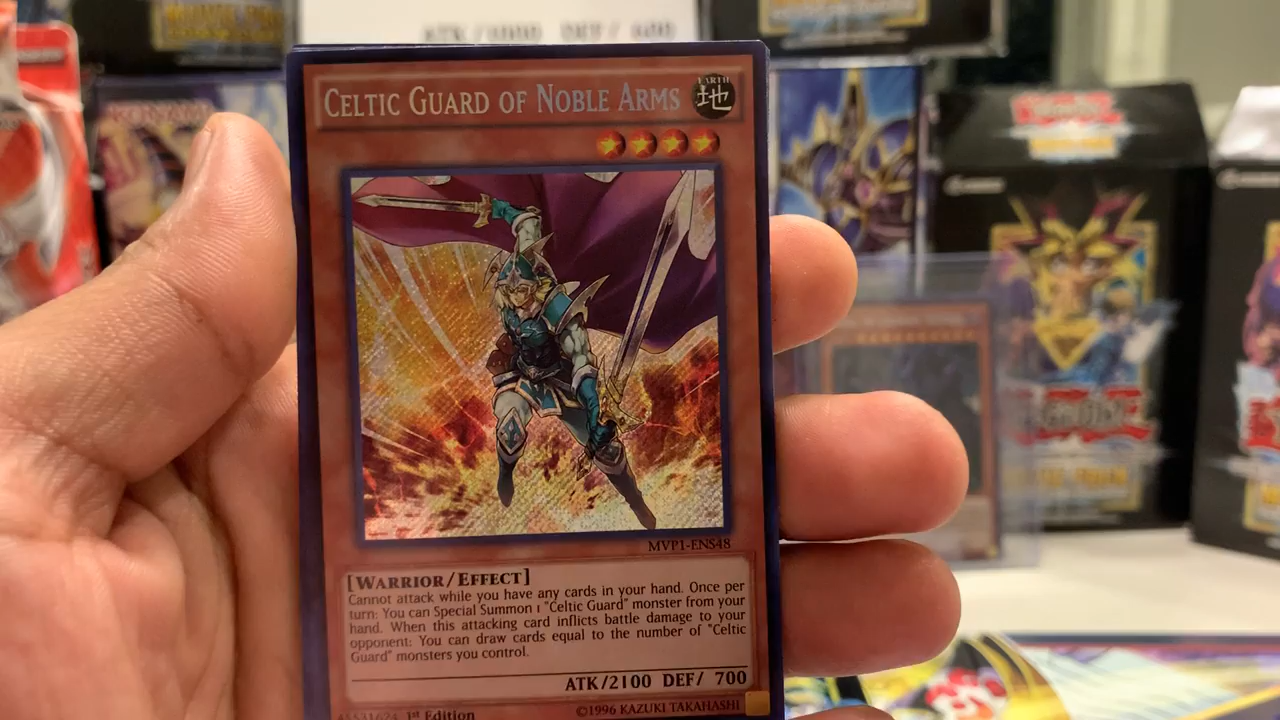 ATK/3000 DEF/ 600
CELTIC GUARD OF NOBLE ARMS
EARTH
地
MVP1-ENS48
[WARRIOR/EFFECT]
Cannot attack while you have any cards in your hand. Once per
turn: You can Special Summon 1 "Celtic Guard" monster from your
hand. When this attacking card inflicts battle damage to your
opponent: You can draw cards equal to the number of "Celtic
Guard" monsters you control.
ATK/2100 DEF/ 700
1st Edition
©1996 KAZUKI TAKAHASHI